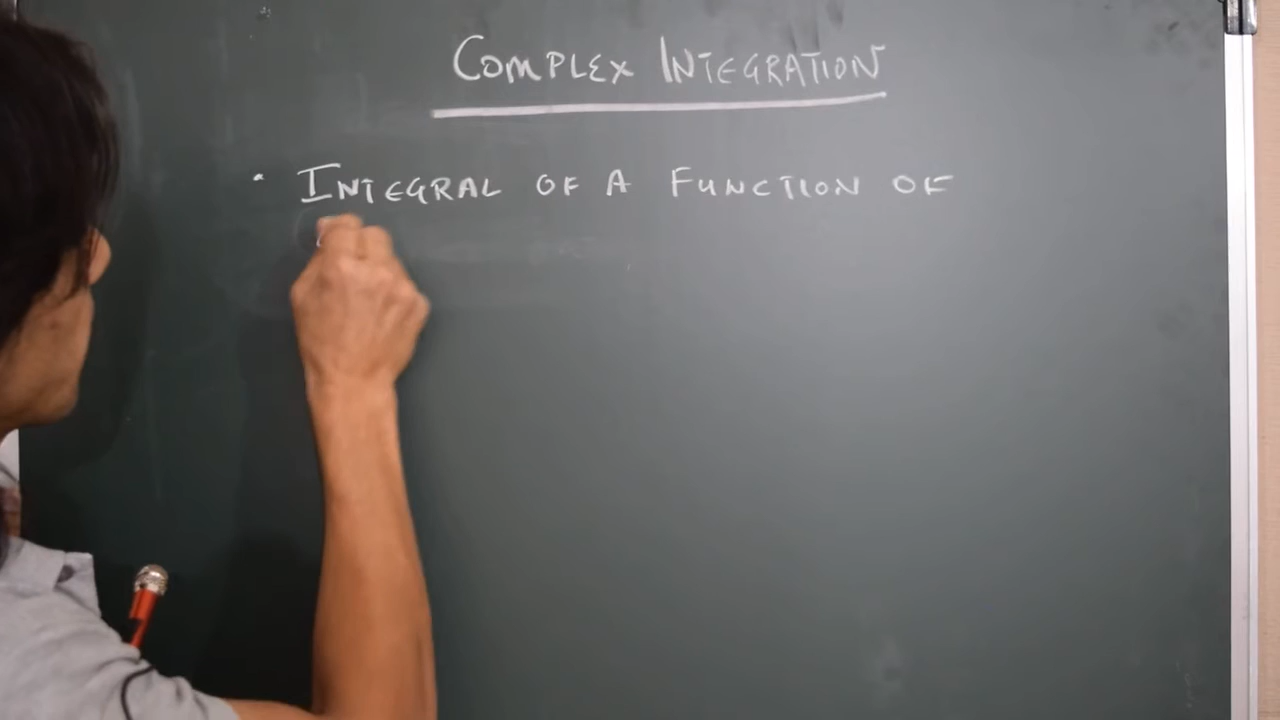 COMPLEX INTEGRATION
• INTEGRAL OF A FUNCTION OF